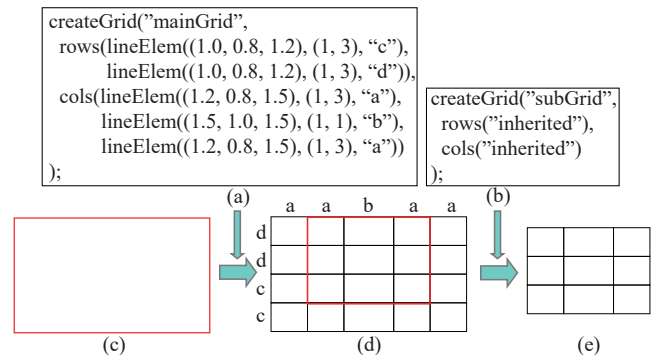 createGrid(”mainGrid”,
rows(lineElem((1.0, 0.8, 1.2), (1, 3), “c”),
lineElem((1.0, 0.8, 1.2), (1, 3), “d”)),
cols(lineElem((1.2, 0.8, 1.5), (1, 3), “a”),
lineElem((1.5, 1.0, 1.5), (1, 1), “b”),
lineElem((1.2, 0.8, 1.5), (1, 3), “a”))
);
createGrid(”subGrid”,
rows(”inherited”),
cols(”inherited”)
);
(a)
(b)
a a b a a
d
d
c
c
(c)
(d)
(e)